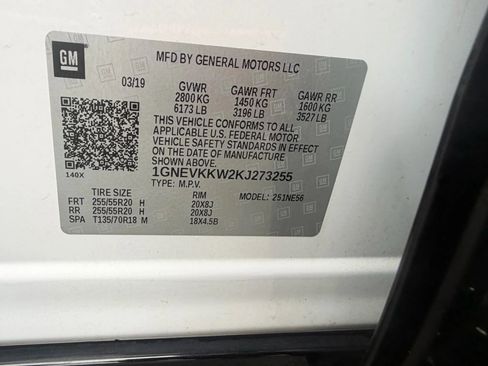 GM
MFD BY GENERAL MOTORS LLC
03/19 GVWR GAWR FRT GAWR RR
2800 KG 1450 KG 1600 KG
6173 LB 3196 LB 3527 LB
THIS VEHICLE CONFORMS TO ALL
APPLICABLE U.S. FEDERAL MOTOR
VEHICLE SAFETY STANDARDS IN
EFFECT ON THE DATE OF
MANUFACTURE SHOWN ABOVE.
140X 1GNEVKKW2KJ273255
TYPE: M.P.V. MODEL: 251NE56
TIRE SIZE RIM
FRT 255/55R20 H 20X8J
RR 255/55R20 H 20X8J
SPA T135/70R18 M 18X4.5B